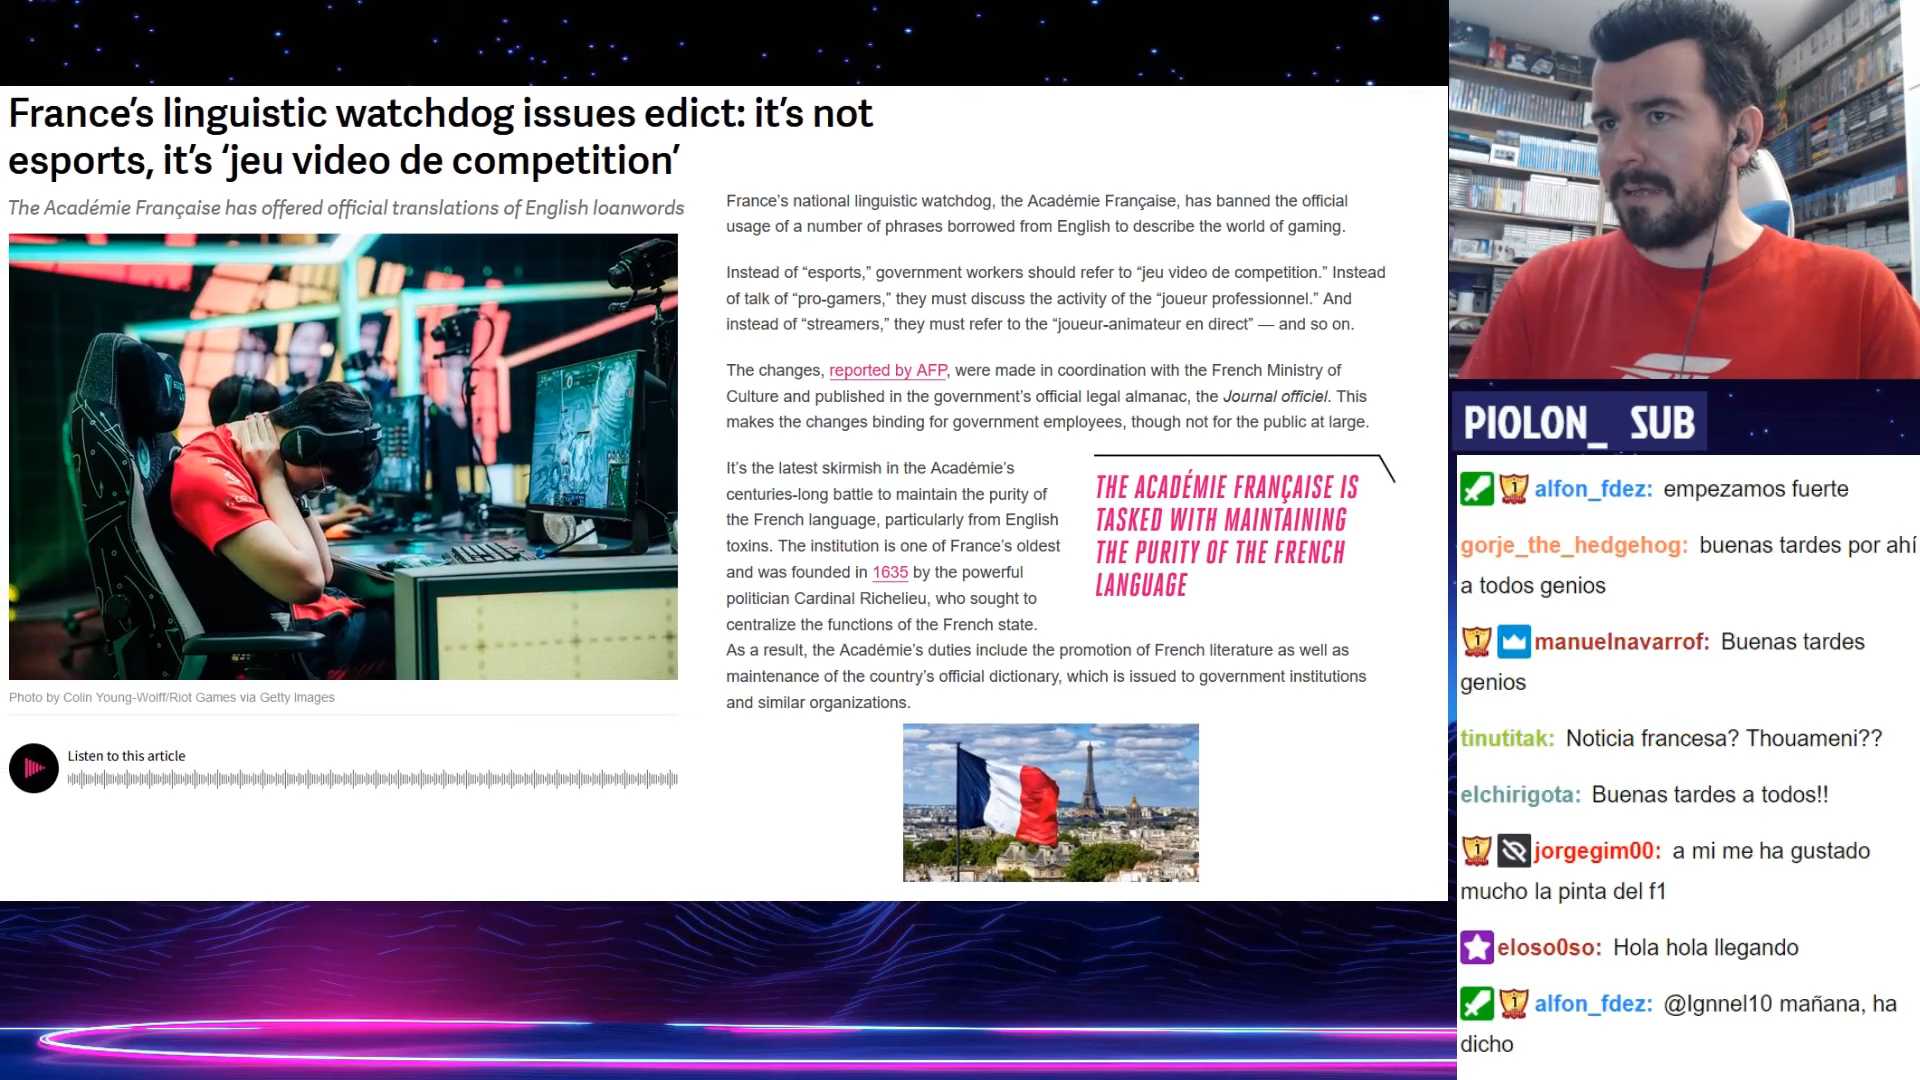 France's linguistic watchdog issues edict: it's not
esports, it's 'jeu video de competition'
The Académie Française has offered official translations of English loanwords
Photo by Colin Young-Wolff/Riot Games via Getty Images
Listen to this article
France's national linguistic watchdog, the Académie Française, has banned the official
usage of a number of phrases borrowed from English to describe the world of gaming.
Instead of “esports,” government workers should refer to “jeu video de competition.” Instead
of talk of “pro-gamers,” they must discuss the activity of the “joueur professionnel.” And
instead of “streamers,” they must refer to the “joueur-animateur en direct” — and so on.
The changes, reported by AFP, were made in coordination with the French Ministry of
Culture and published in the government's official legal almanac, the Journal officiel. This
makes the changes binding for government employees, though not for the public at large.
It's the latest skirmish in the Académie's
centuries-long battle to maintain the purity of
the French language, particularly from English
toxins. The institution is one of France's oldest
and was founded in 1635 by the powerful
politician Cardinal Richelieu, who sought to
centralize the functions of the French state.
As a result, the Académie's duties include the promotion of French literature as well as
maintenance of the country's official dictionary, which is issued to government institutions
and similar organizations.
THE ACADÉMIE FRANÇAISE IS
TASKED WITH MAINTAINING
THE PURITY OF THE FRENCH
LANGUAGE
PIOLON_ SUB
alfon_fdez: empezamos fuerte
gorje_the_hedgehog: buenas tardes por ahí
a todos genios
manuelnavarrof: Buenas tardes
genios
tinutitak: Noticia francesa? Thouameni??
elchirigota: Buenas tardes a todos!!
jorgegim00: a mi me ha gustado
mucho la pinta del f1
eloso0so: Hola hola llegando
alfon_fdez: @Ignnel10 mañana, ha
dicho